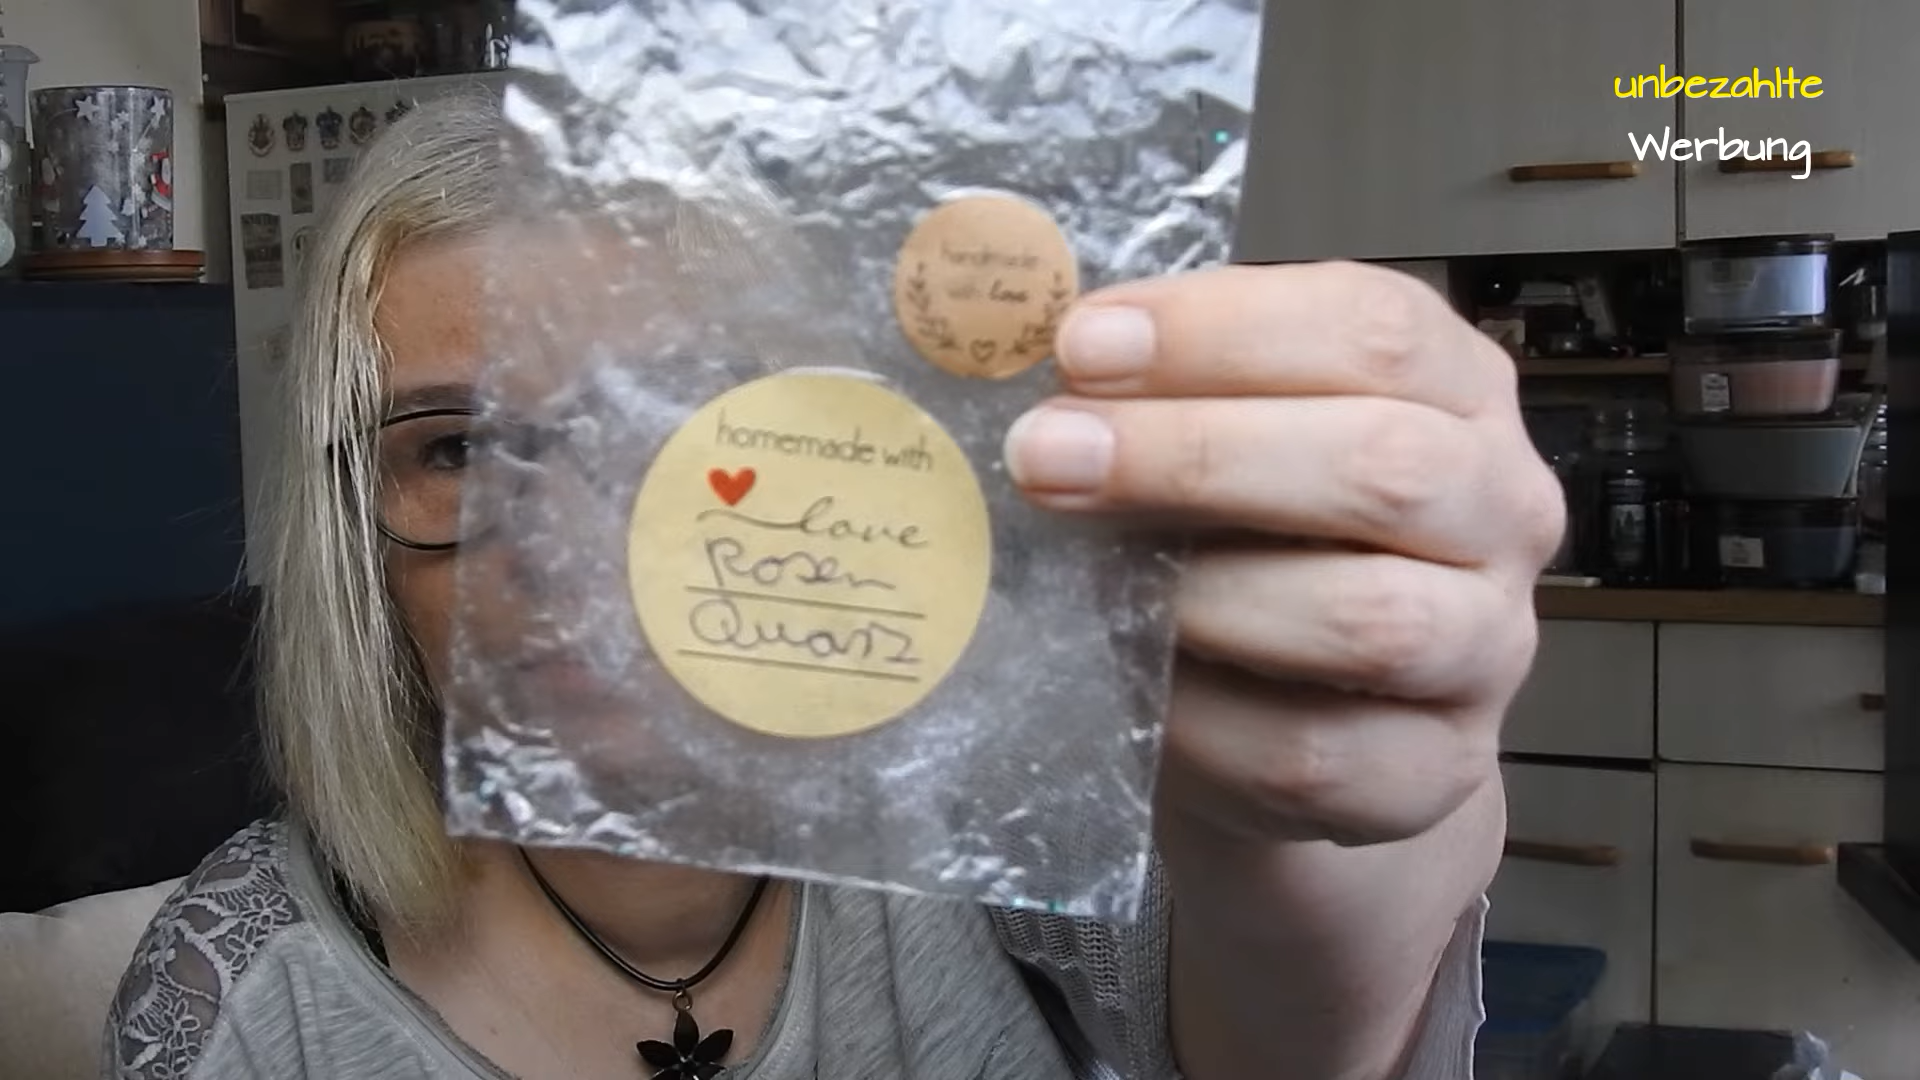 unbezahlte
Werbung
handmade
with love
homemade with
love
Rosen
Quarz